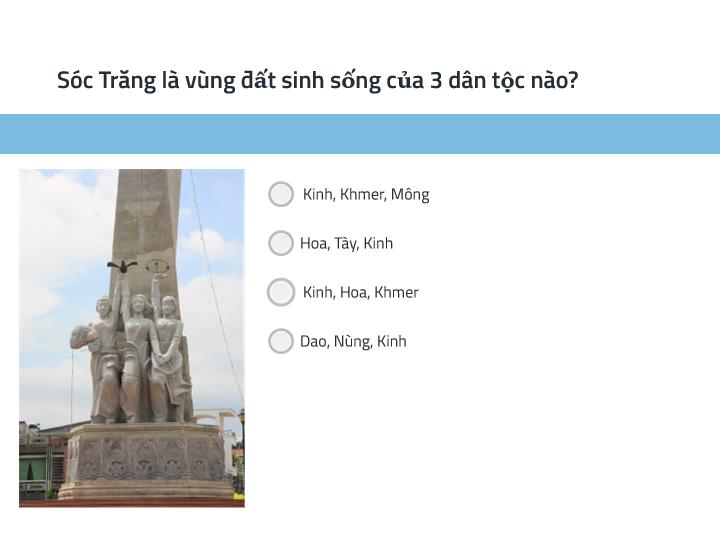 Sóc Trăng là vùng đất sinh sống của 3 dân tộc nào?
Kinh, Khmer, Mông
Hoa, Tày, Kinh
Kinh, Hoa, Khmer
Dao, Nùng, Kinh